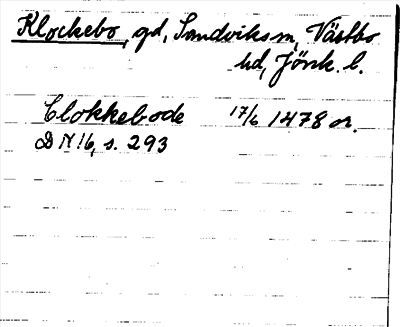 Klockebo, gd, Sandviks sn, Västbo
hd, Jönk. l.
Clokkebode 17/6 1478 or.
DN 16, s. 293